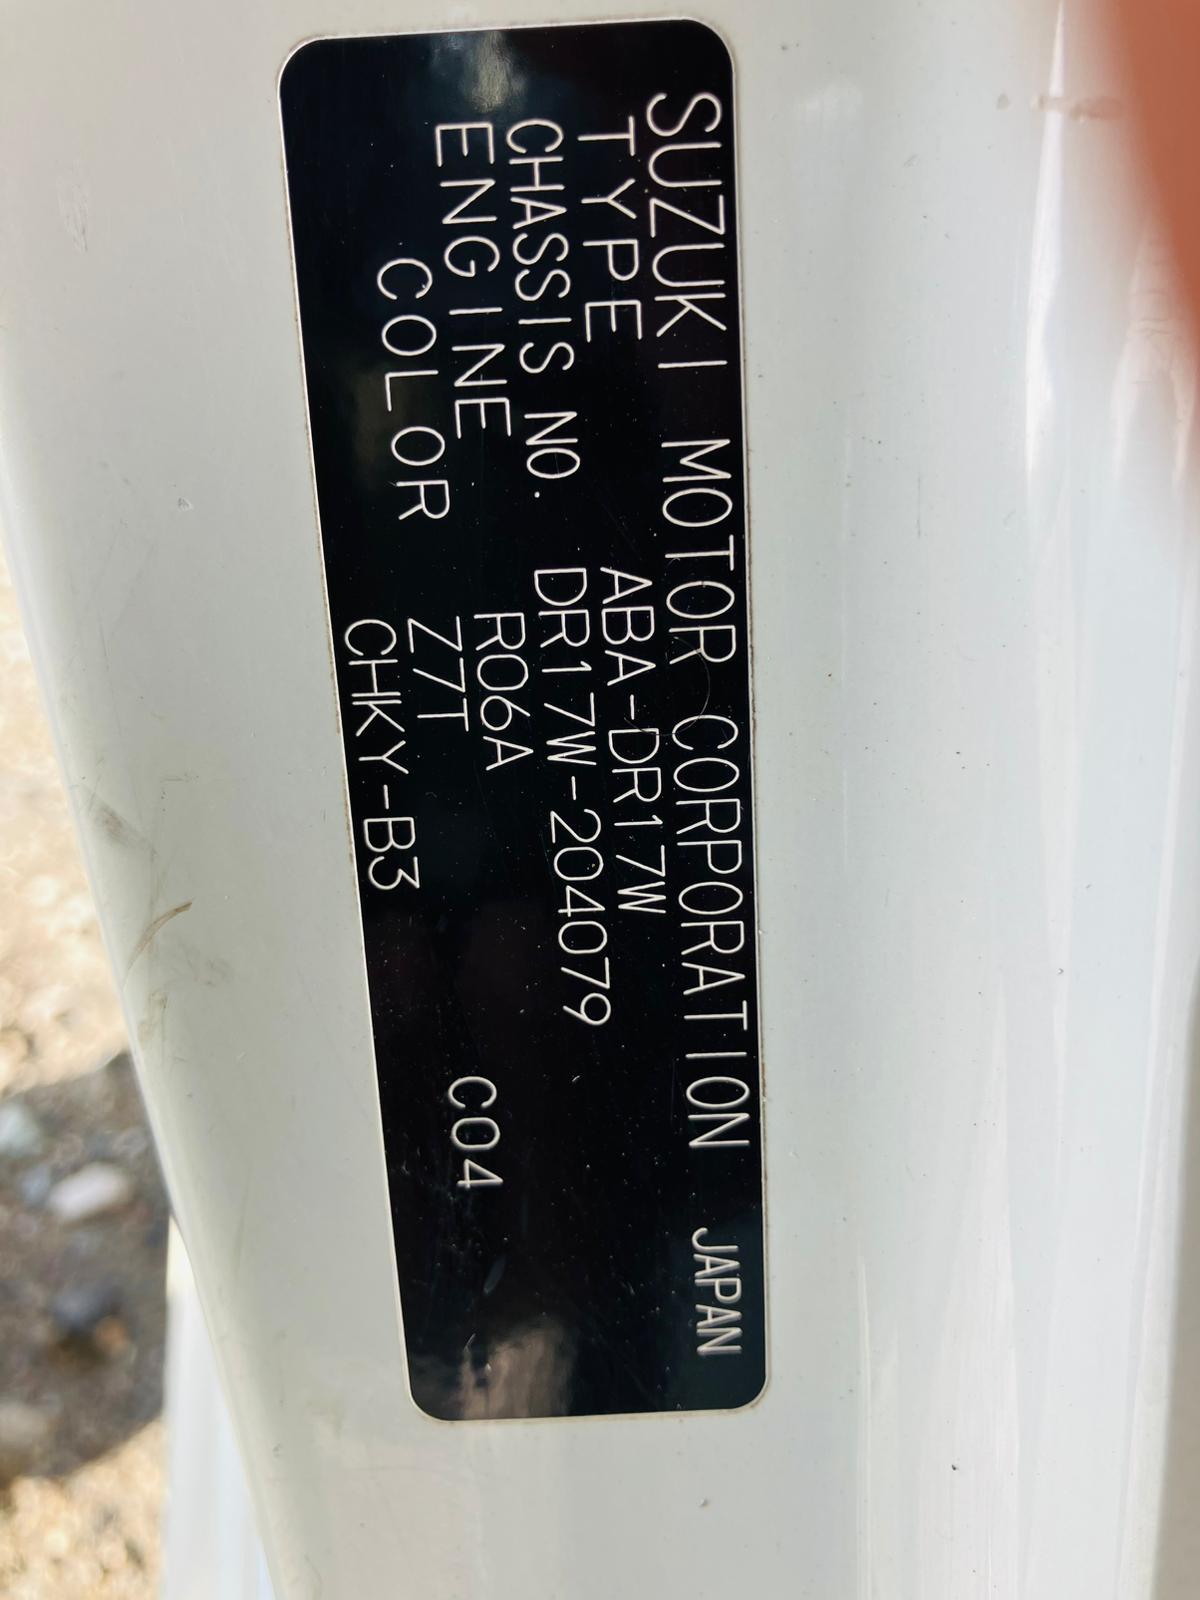 SUZUKI MOTOR CORPORATION JAPAN
TYPE ABA-DR17W
CHASSIS NO. DR17W-204079
ENGINE R06A
COLOR Z7T C04
CHKY-B3